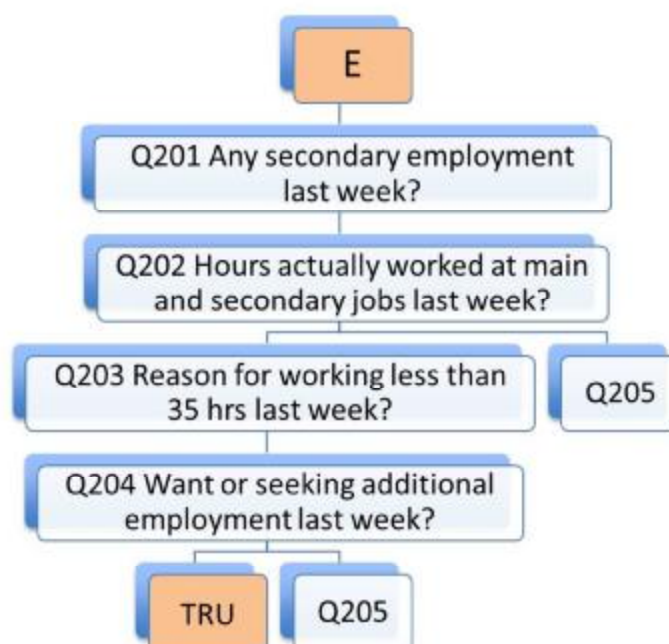 E
Q201 Any secondary employment
last week?
Q202 Hours actually worked at main
and secondary jobs last week?
Q203 Reason for working less than
35 hrs last week?
Q205
Q204 Want or seeking additional
employment last week?
TRU
Q205